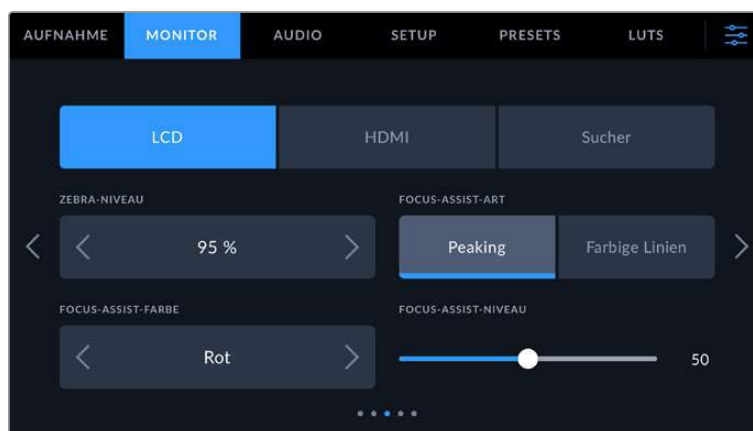 AUFNAHME MONITOR AUDIO SETUP PRESETS LUTS
LCD HDMI Sucher
ZEBRA-NIVEAU FOCUS-ASSIST-ART
95 % Peaking Farbige Linien
FOCUS-ASSIST-FARBE FOCUS-ASSIST-NIVEAU
Rot 50